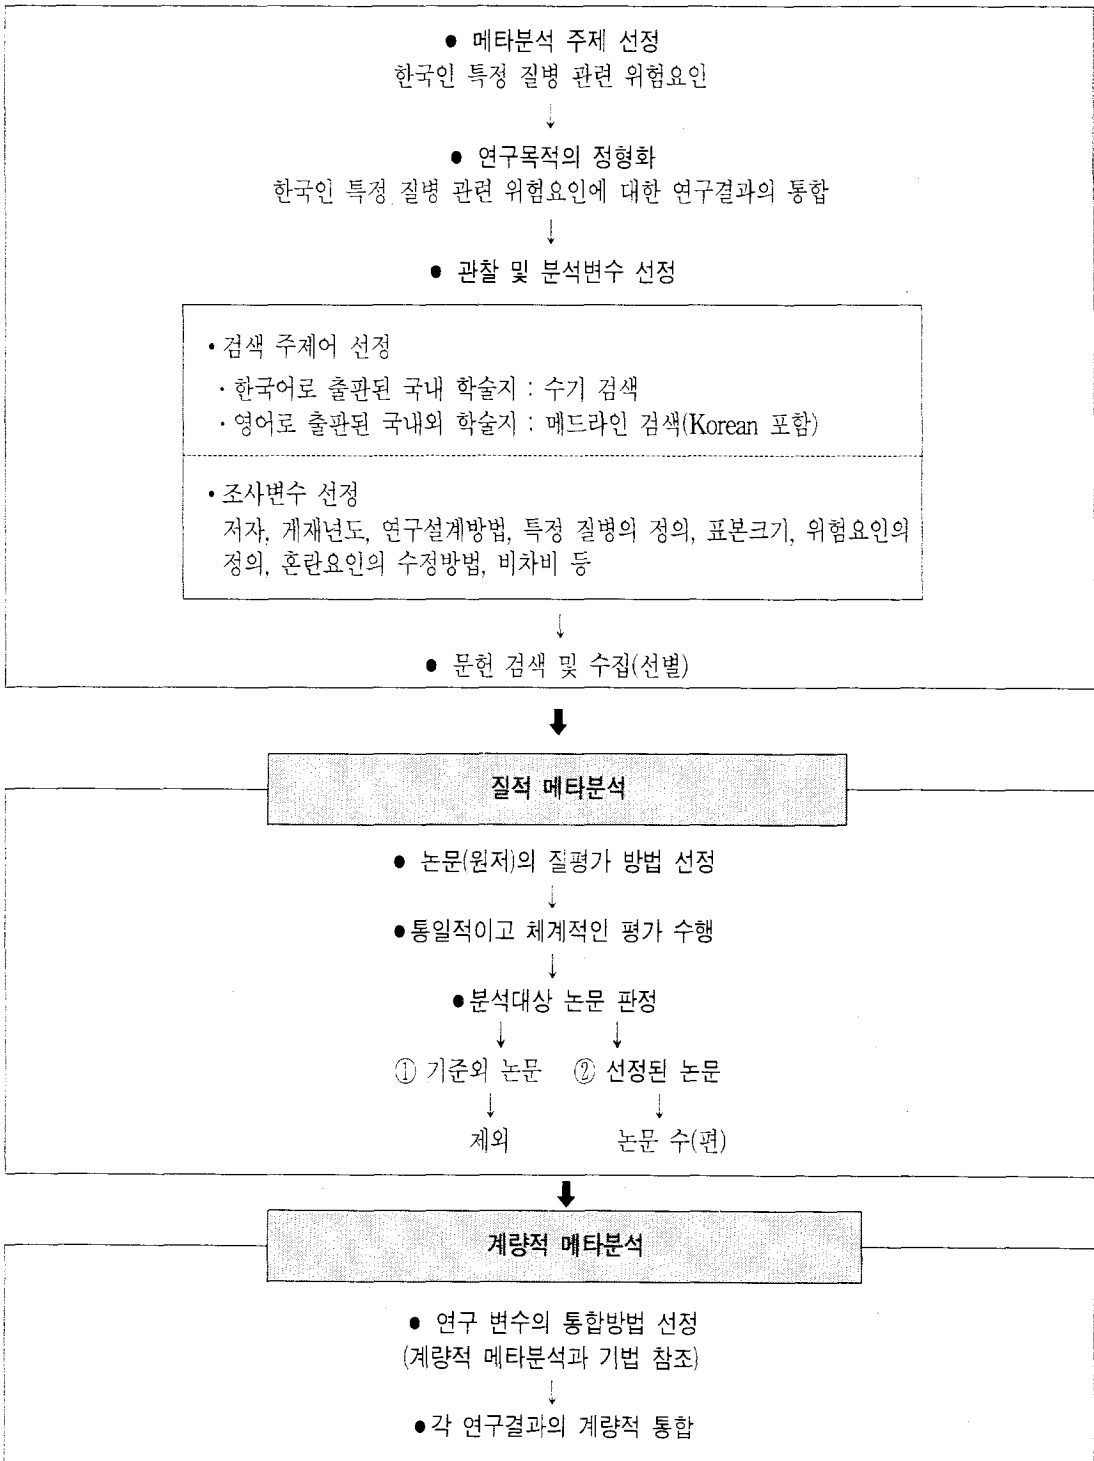 ● 메타분석 주제 선정
한국인 특정 질병 관련 위험요인
↓
● 연구목적의 정형화
한국인 특정 질병 관련 위험요인에 대한 연구결과의 통합
↓
● 관찰 및 분석변수 선정
• 검색 주제어 선정
· 한국어로 출판된 국내 학술지 : 수기 검색
· 영어로 출판된 국내외 학술지 : 메드라인 검색(Korean 포함)
• 조사변수 선정
저자, 게재년도, 연구설계방법, 특정 질병의 정의, 표본크기, 위험요인의
정의, 혼란요인의 수정방법, 비차비 등
↓
● 문헌 검색 및 수집(선별)
⬇
질적 메타분석
● 논문(원저)의 질평가 방법 선정
↓
●통일적이고 체계적인 평가 수행
↓
●분석대상 논문 판정
↓ ↓
① 기준외 논문 ② 선정된 논문
↓ ↓
제외 논문 수(편)
⬇
계량적 메타분석
● 연구 변수의 통합방법 선정
(계량적 메타분석과 기법 참조)
↓
●각 연구결과의 계량적 통합